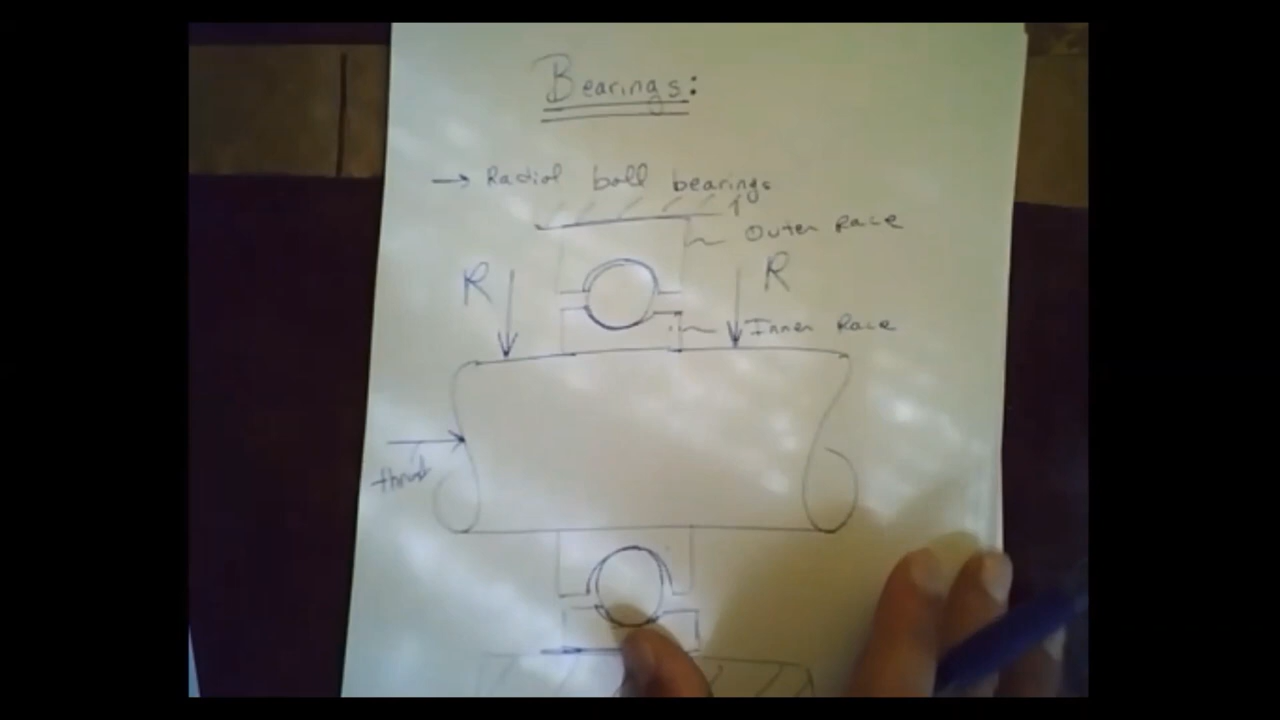 Bearings:
→ Radial ball bearings
Outer Race
R
R
Inner Race
thrust